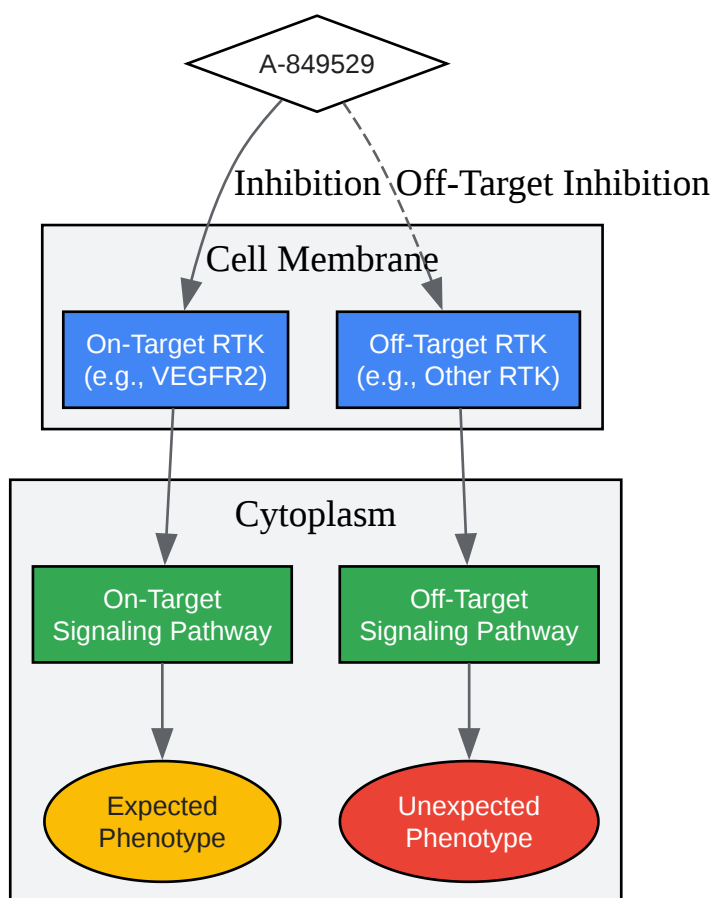 A-849529
Inhibition
Off-Target Inhibition
Cell Membrane
On-Target RTK
(e.g., VEGFR2)
Off-Target RTK
(e.g., Other RTK)
Cytoplasm
On-Target
Signaling Pathway
Off-Target
Signaling Pathway
Expected
Phenotype
Unexpected
Phenotype